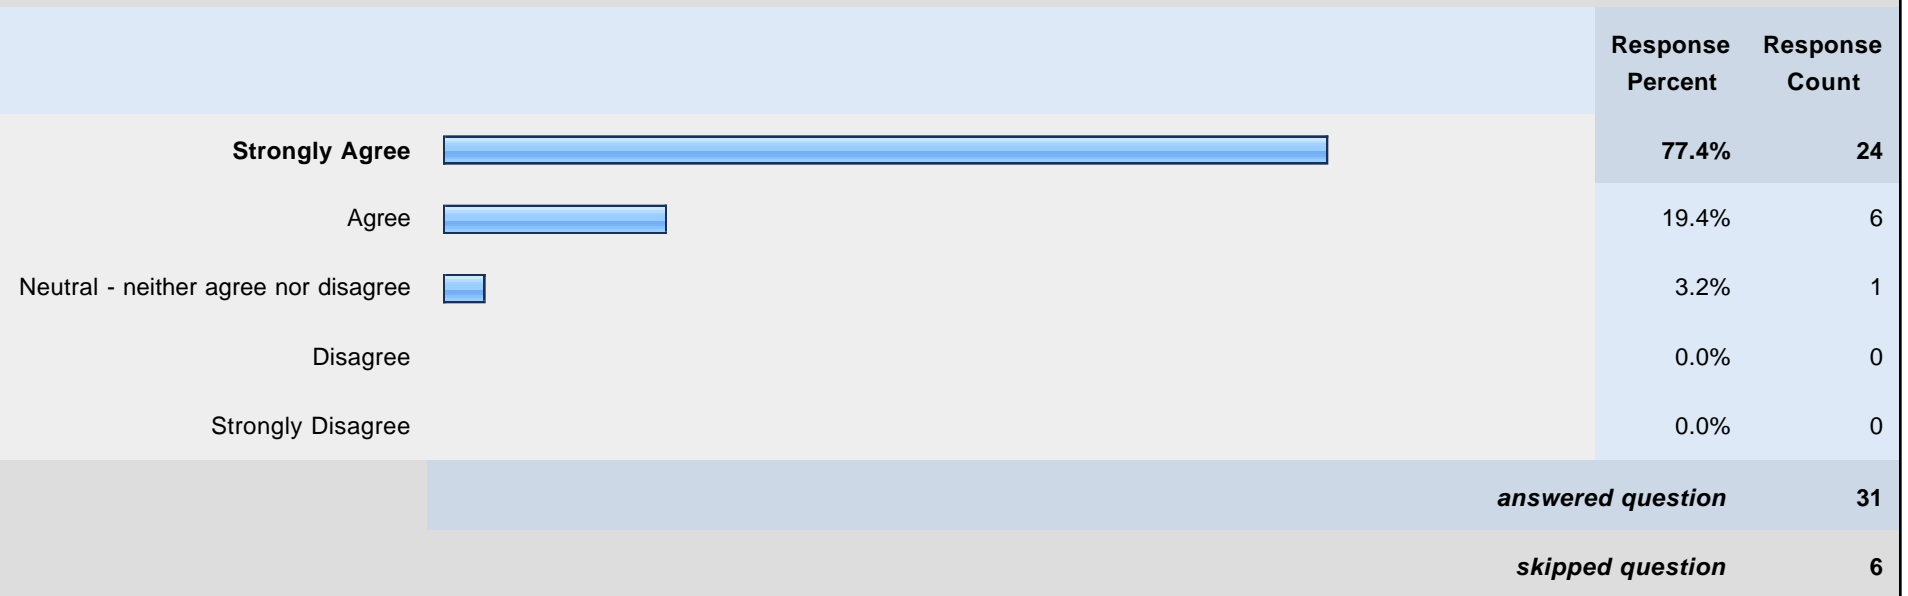 Response Response
Percent Count
Strongly Agree 77.4% 24
Agree 19.4% 6
Neutral - neither agree nor disagree 3.2% 1
Disagree 0.0% 0
Strongly Disagree 0.0% 0
answered question 31
skipped question 6